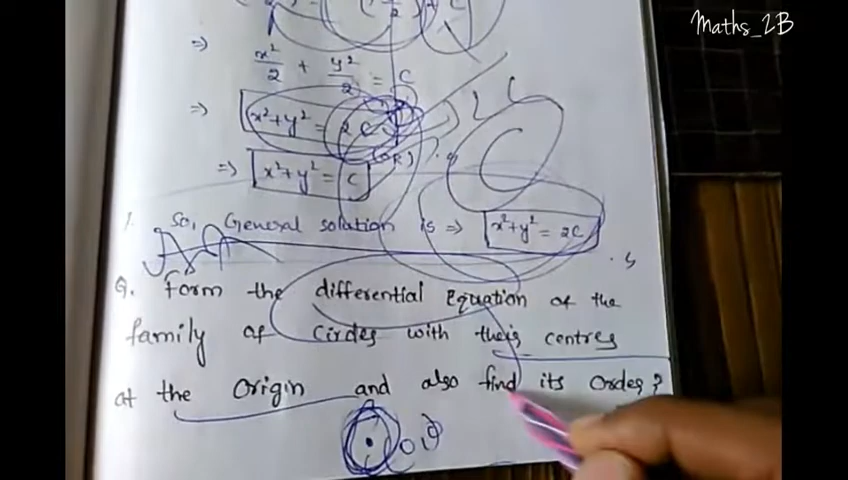 Maths_2B
⇒ x²/2 + y²/2 = C
⇒ x²+y² = 2C
(OR)
⇒ x²+y² = C
So, General solution is ⇒ x²+y² = 2C
Q. Form the differential Equation of the
family of Circles with theis centres
at the Origin and also find its Order?